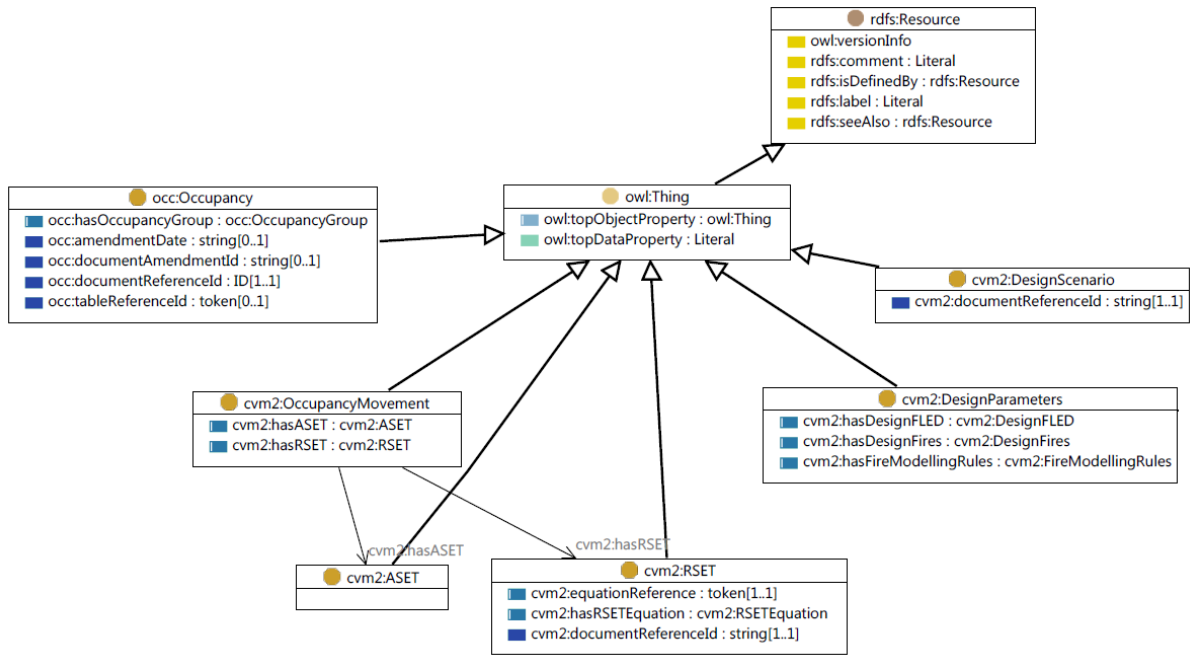 rdfs:Resource
owl:versionInfo
rdfs:comment : Literal
rdfs:isDefinedBy : rdfs:Resource
rdfs:label : Literal
rdfs:seeAlso : rdfs:Resource
occ:Occupancy
occ:hasOccupancyGroup : occ:OccupancyGroup
occ:amendmentDate : string[0..1]
occ:documentAmendmentId : string[0..1]
occ:documentReferenceId : ID[1..1]
occ:tableReferenceId : token[0..1]
owl:Thing
owl:topObjectProperty : owl:Thing
owl:topDataProperty : Literal
cvm2:DesignScenario
cvm2:documentReferenceId : string[1..1]
cvm2:OccupancyMovement
cvm2:hasASET : cvm2:ASET
cvm2:hasRSET : cvm2:RSET
cvm2:DesignParameters
cvm2:hasDesignFLED : cvm2:DesignFLED
cvm2:hasDesignFires : cvm2:DesignFires
cvm2:hasFireModellingRules : cvm2:FireModellingRules
cvm2:hasASET
cvm2:hasRSET
cvm2:ASET
cvm2:RSET
cvm2:equationReference : token[1..1]
cvm2:hasRSETEquation : cvm2:RSETEquation
cvm2:documentReferenceId : string[1..1]